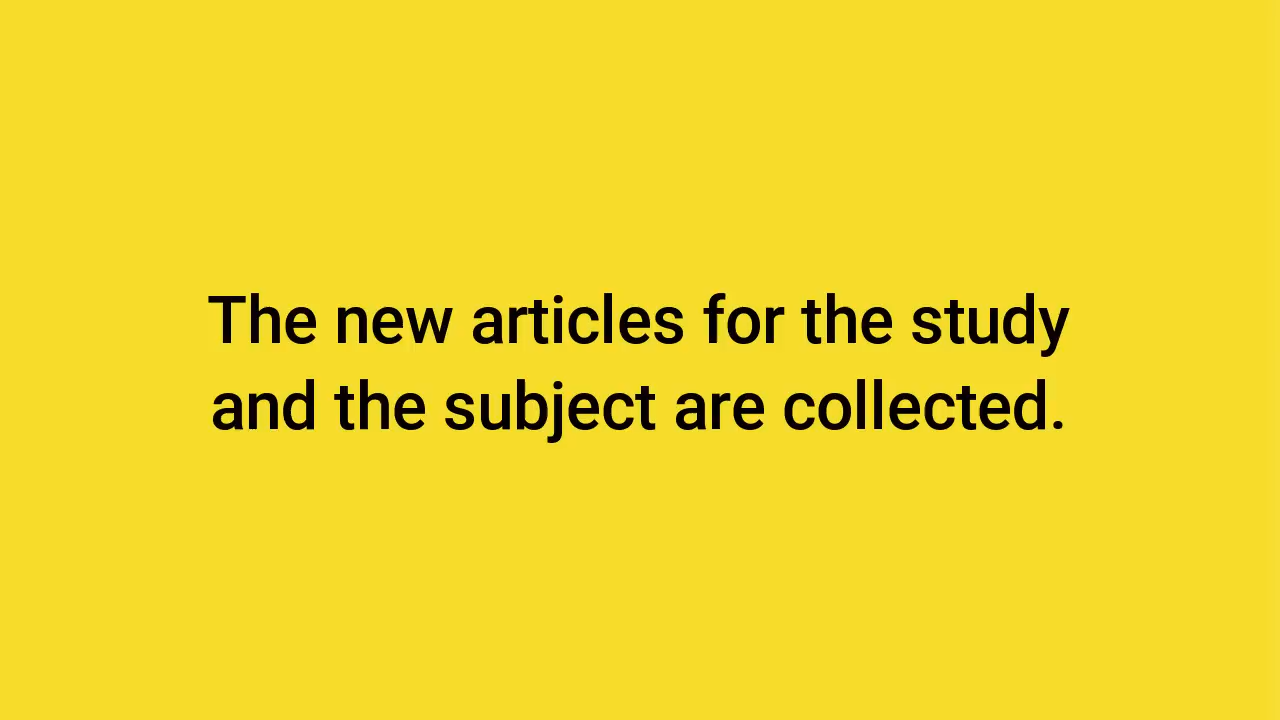 The new articles for the study
and the subject are collected.